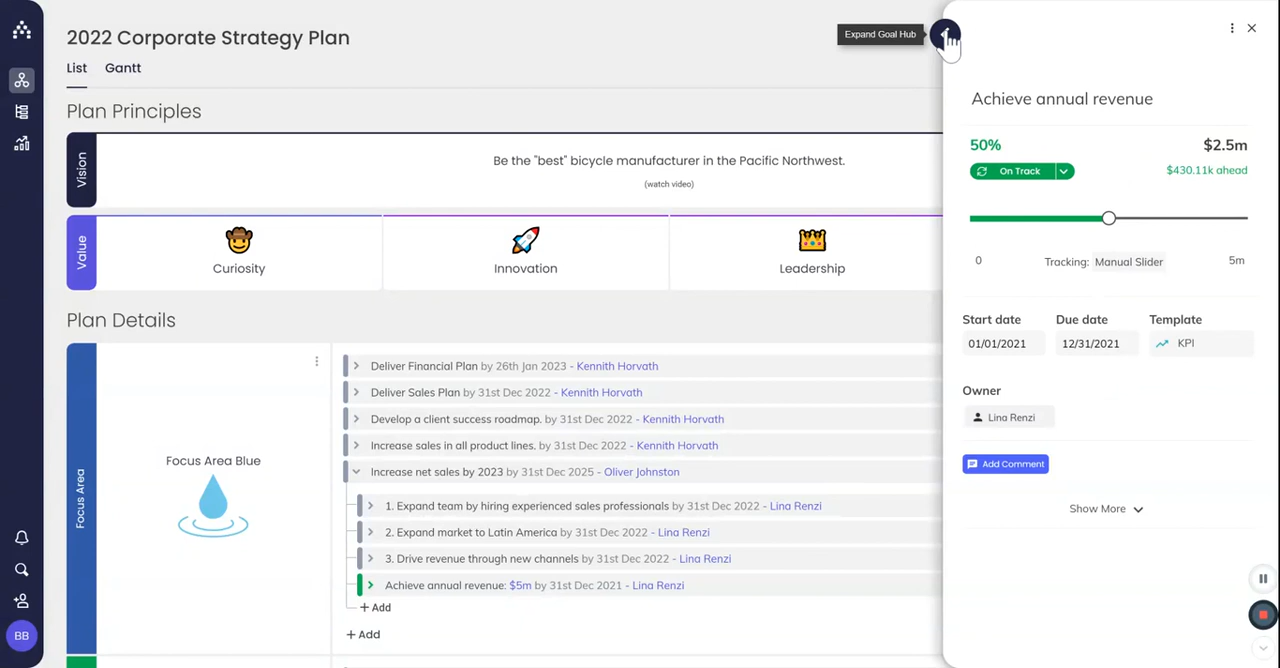 2022 Corporate Strategy Plan
Expand Goal Hub
List Gantt
Plan Principles
Vision
Be the "best" bicycle manufacturer in the Pacific Northwest.
(watch video)
Value
Curiosity
Innovation
Leadership
Plan Details
Focus Area
Focus Area Blue
Deliver Financial Plan by 26th Jan 2023 - Kennith Horvath
Deliver Sales Plan by 31st Dec 2022 - Kennith Horvath
Develop a client success roadmap. by 31st Dec 2022 - Kennith Horvath
Increase sales in all product lines. by 31st Dec 2022 - Kennith Horvath
Increase net sales by 2023 by 31st Dec 2025 - Oliver Johnston
1. Expand team by hiring experienced sales professionals by 31st Dec 2022 - Lina Renzi
2. Expand market to Latin America by 31st Dec 2022 - Lina Renzi
3. Drive revenue through new channels by 31st Dec 2022 - Lina Renzi
Achieve annual revenue: $5m by 31st Dec 2021 - Lina Renzi
+ Add
+ Add
BB
Achieve annual revenue
50% $2.5m
On Track $430.11k ahead
0 Tracking: Manual Slider 5m
Start date Due date Template
01/01/2021 12/31/2021 KPI
Owner
Lina Renzi
Add Comment
Show More